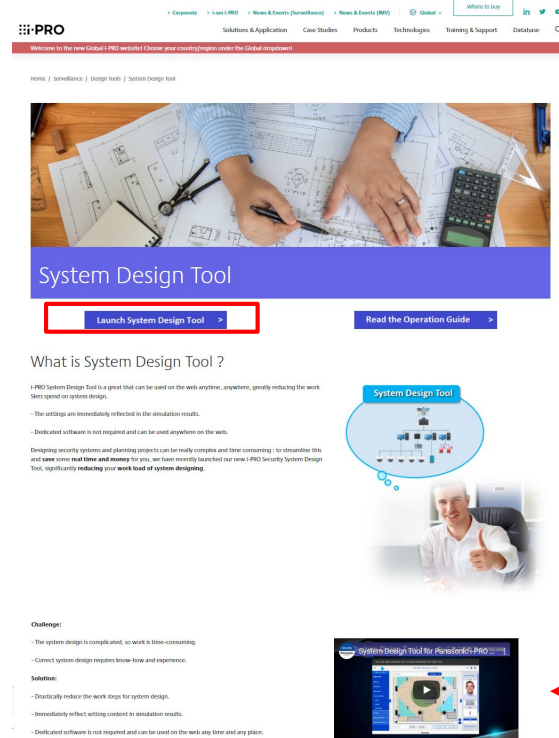 > Corporate > i-am i-PRO > News & Events (Surveillance) > News & Events (IMV) Global Where to buy in
i-PRO Solutions & Application Case Studies Products Technologies Training & Support Database
Welcome to the new Global i-PRO website! Choose your country/region under the Global dropdown!
Home / Surveillance / Design Tools / System Design Tool
System Design Tool
Launch System Design Tool > Read the Operation Guide >
What is System Design Tool ?
i-PRO System Design Tool is a great that can be used on the web anytime, anywhere, greatly reducing the work
SIers spend on system design.
- The settings are immediately reflected in the simulation results.
- Dedicated software is not required and can be used anywhere on the web.
Designing security systems and planning projects can be really complex and time consuming : to streamline this
and save some real time and money for you, we have recently launched our new i-PRO Security System Design
Tool, significantly reducing your work load of system designing.
System Design Tool
Challenge:
- The system design is complicated, so work is time-consuming.
- Correct system design requires know-how and experience.
Solution:
- Drastically reduce the work steps for system design.
- Immediately reflect setting content in simulation results.
- Dedicated software is not required and can be used on the web any time and any place.
System Design Tool for Panasonic i-PRO ...